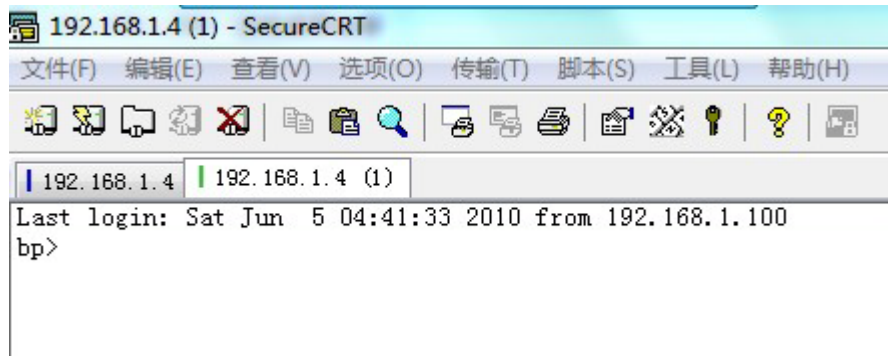 192.168.1.4 (1) - SecureCRT
文件(F) 编辑(E) 查看(V) 选项(O) 传输(T) 脚本(S) 工具(L) 帮助(H)
192.168.1.4 192.168.1.4 (1)
Last login: Sat Jun  5 04:41:33 2010 from 192.168.1.100
bp>